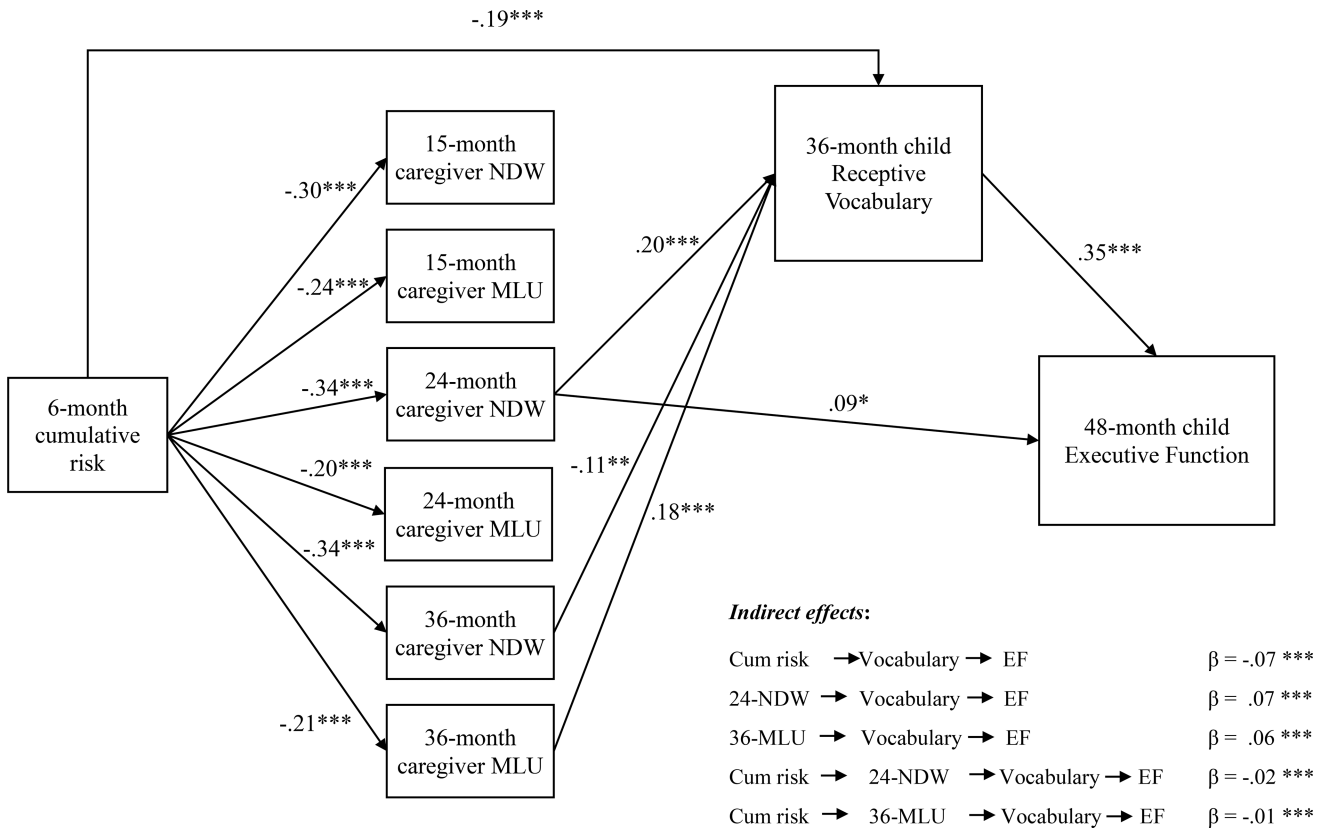 -.19***
15-month
caregiver NDW
36-month child
Receptive
Vocabulary
-.30***
15-month
caregiver MLU
.20***
.35***
-.24***
6-month
cumulative
risk
-.34***
24-month
caregiver NDW
.09*
48-month child
Executive Function
-.20***
24-month
caregiver MLU
-.11**
.18***
-.34***
36-month
caregiver NDW
-.21***
36-month
caregiver MLU
Indirect effects:
Cum risk → Vocabulary → EF β = -.07 ***
24-NDW → Vocabulary → EF β = .07 ***
36-MLU → Vocabulary → EF β = .06 ***
Cum risk → 24-NDW → Vocabulary → EF β = -.02 ***
Cum risk → 36-MLU → Vocabulary → EF β = -.01 ***